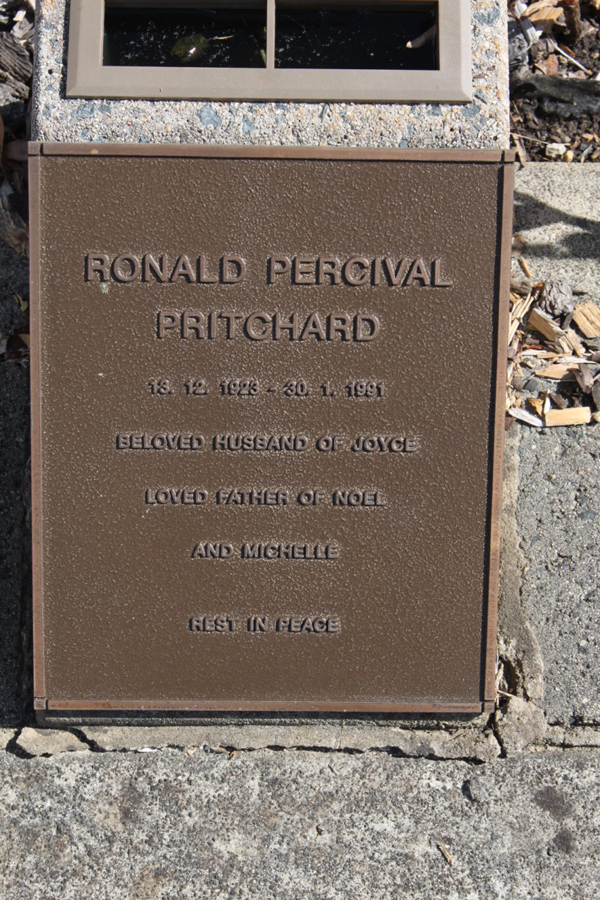 RONALD PERCIVAL
PRITCHARD
13. 12. 1923 - 30. 1. 1991
BELOVED HUSBAND OF JOYCE
LOVED FATHER OF NOEL
AND MICHELLE
REST IN PEACE